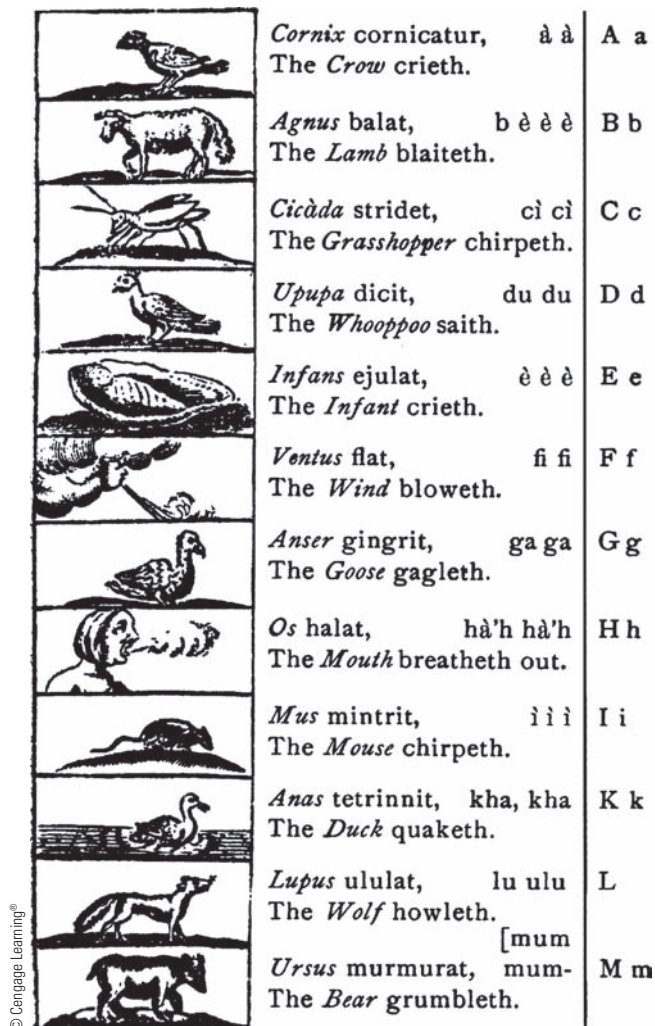 Cornix cornicatur, à à A a
The Crow crieth.
Agnus balat, b è è è B b
The Lamb blaiteth.
Cicàda stridet, cì cì C c
The Grasshopper chirpeth.
Upupa dicit, du du D d
The Whooppoo saith.
Infans ejulat, è è è E e
The Infant crieth.
Ventus flat, fi fi F f
The Wind bloweth.
Anser gingrit, ga ga G g
The Goose gagleth.
Os halat, hà'h hà'h H h
The Mouth breatheth out.
Mus mintrit, ì ì ì I i
The Mouse chirpeth.
Anas tetrinnit, kha, kha K k
The Duck quaketh.
Lupus ululat, lu ulu L
The Wolf howleth.
[mum
Ursus murmurat, mum- M m
The Bear grumbleth.
© Cengage Learning®